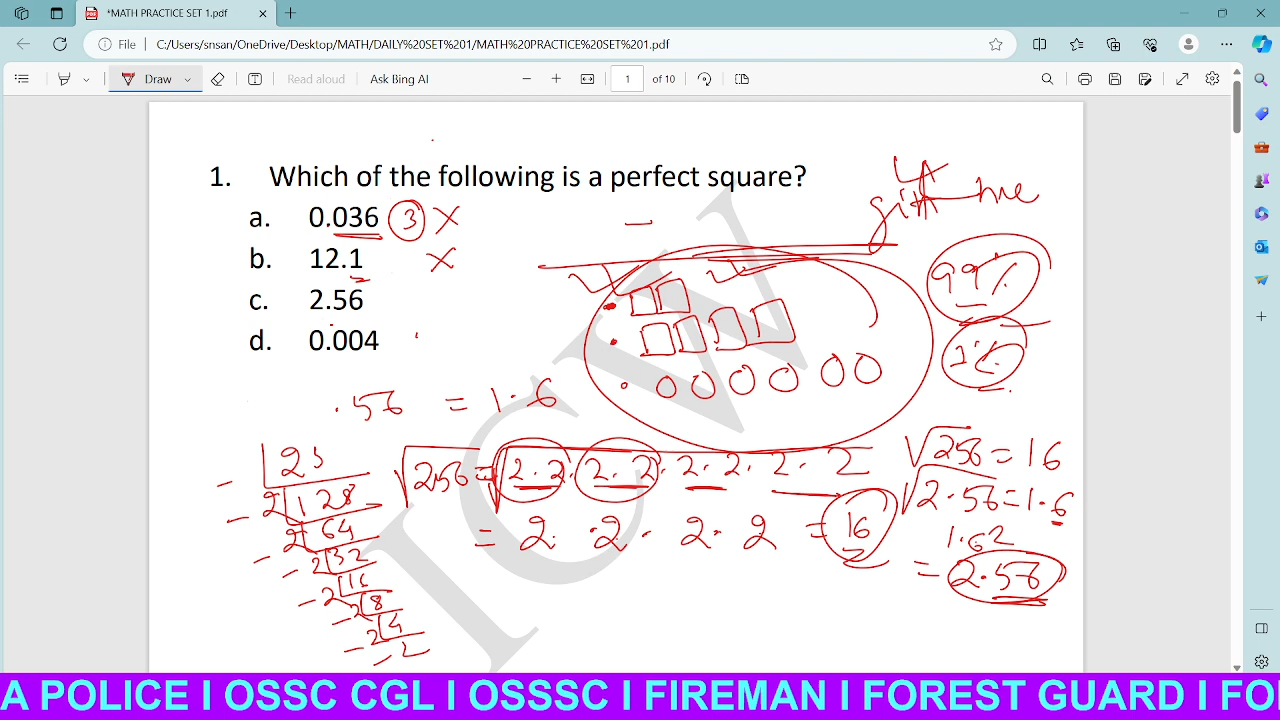 *MATH PRACTICE SET 1.pdf
File C:/Users/snsan/OneDrive/Desktop/MATH/DAILY%20SET%201/MATH%20PRACTICE%20SET%201.pdf
Draw Read aloud Ask Bing AI 1 of 10
1. Which of the following is a perfect square?
a. 0.036 3 X
b. 12.1 X
c. 2.56
d. 0.004
me
99%
.56 = 1.6
√256 = 16
√256 = √2.2.2.2.2.2.2.2
√2.56 = 1.6
= 2.2.2.2 = 16
= 2.56
2 128
2 64
2 32
2 16
2 8
2 4
2
ICW
A POLICE I OSSC CGL I OSSSC I FIREMAN I FOREST GUARD I FO